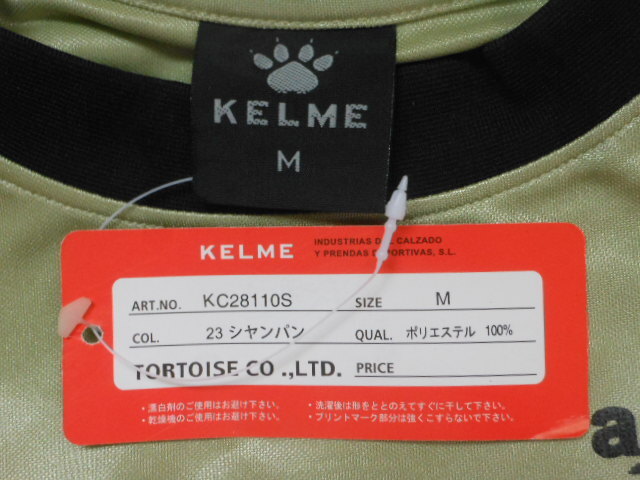 KELME
M
KELME INDUSTRIAS DEL CALZADO
Y PRENDAS DEPORTIVAS, S.L.
ART.NO. KC28110S SIZE M
COL. 23 シヤンパン QUAL. ポリエステル 100%
TORTOISE CO .,LTD. PRICE
・漂白剤のご使用はお避け下さい。 ・洗濯後は形をととのえてすぐに干して下さい。
・乾燥機のご使用はお避け下さい。 ・プリントマーク部分は強くこすらないで下さい。